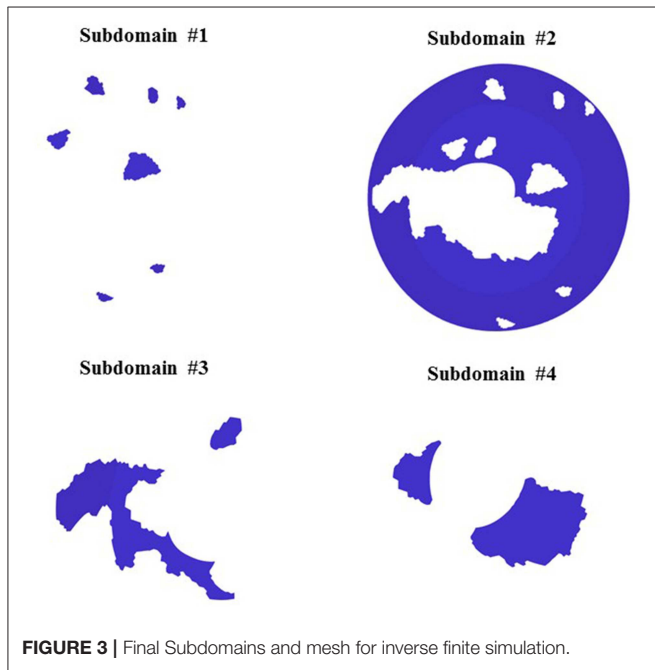 Subdomain #1
Subdomain #2
Subdomain #3
Subdomain #4
FIGURE 3 | Final Subdomains and mesh for inverse finite simulation.